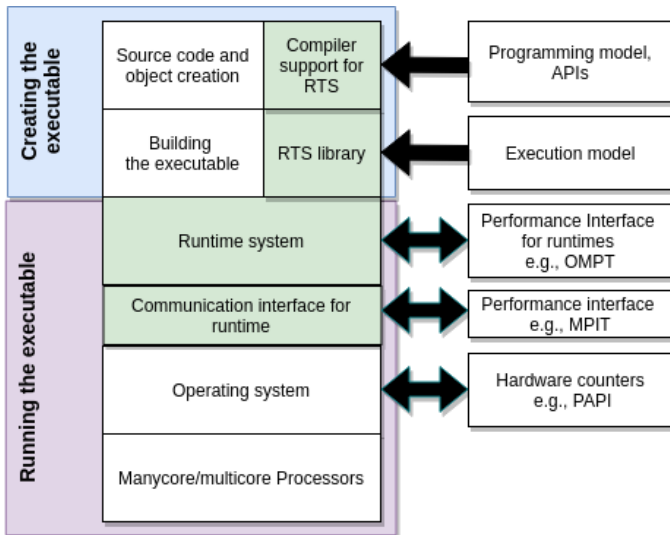 Creating the
executable
Source code and
object creation
Compiler
support for
RTS
Programming model,
APIs
Building
the executable
RTS library
Execution model
Running the executable
Runtime system
Performance Interface
for runtimes
e.g., OMPT
Communication interface for
runtime
Performance interface
e.g., MPIT
Operating system
Hardware counters
e.g., PAPI
Manycore/multicore Processors